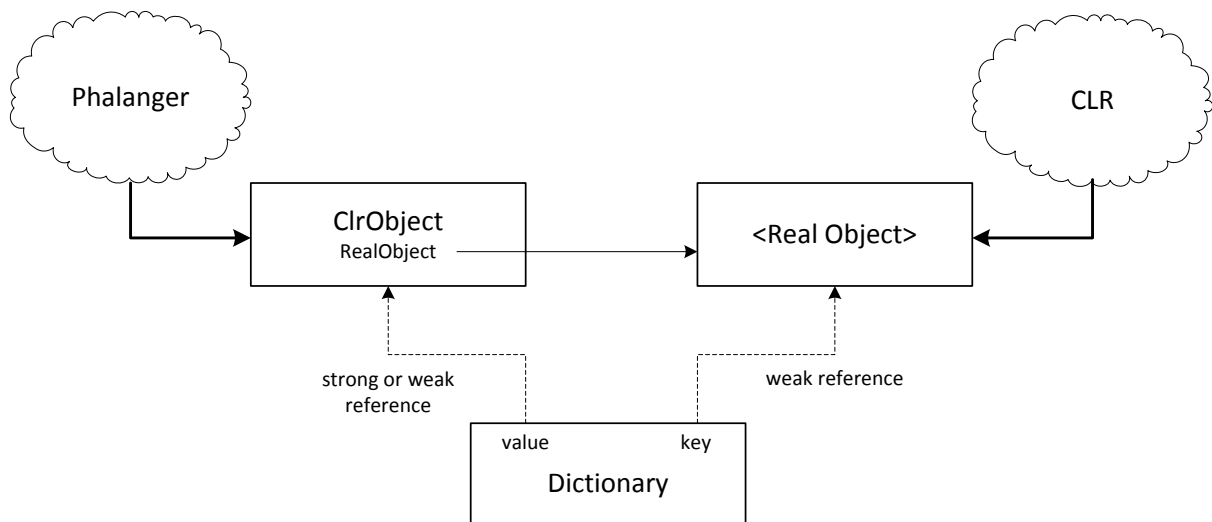 Phalanger
CLR
ClrObject
RealObject
<Real Object>
strong or weak
reference
weak reference
value
key
Dictionary